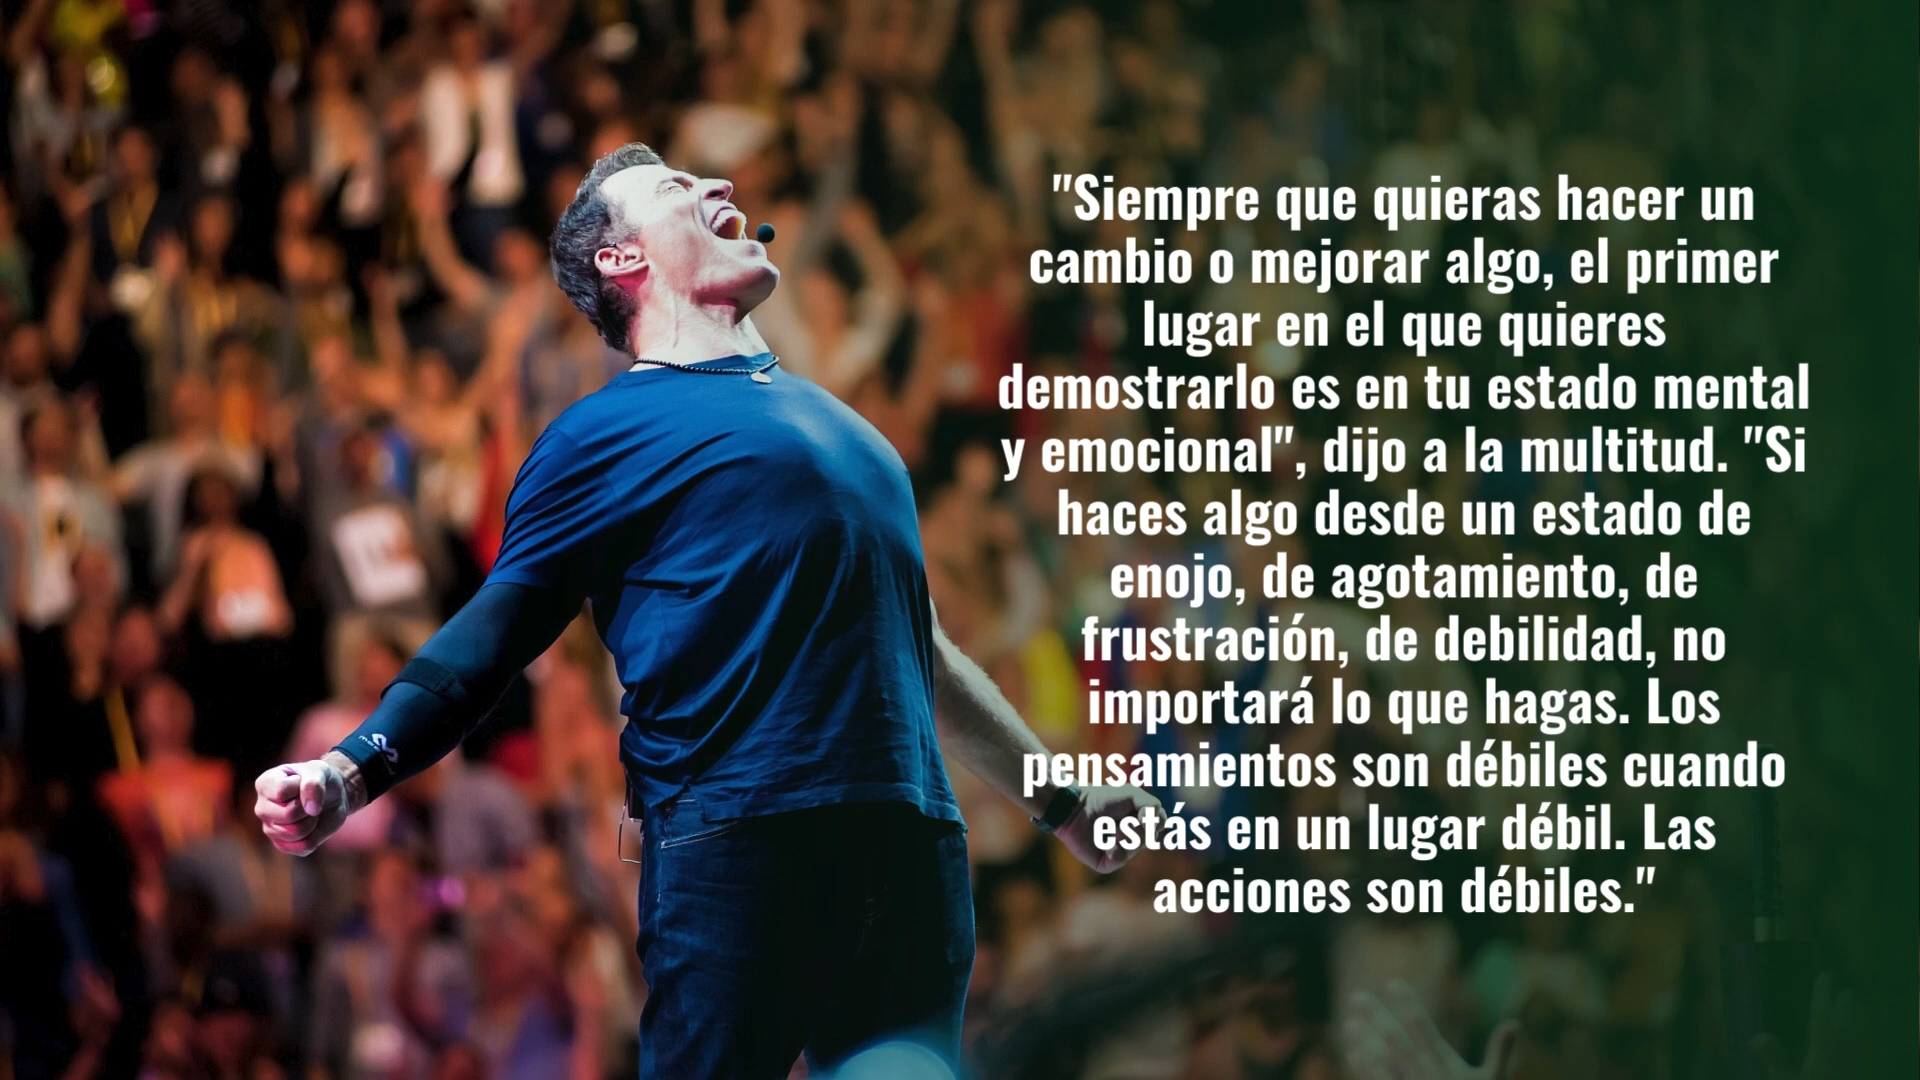 "Siempre que quieras hacer un
cambio o mejorar algo, el primer
lugar en el que quieres
demostrarlo es en tu estado mental
y emocional", dijo a la multitud. "Si
haces algo desde un estado de
enojo, de agotamiento, de
frustración, de debilidad, no
importará lo que hagas. Los
pensamientos son débiles cuando
estás en un lugar débil. Las
acciones son débiles."